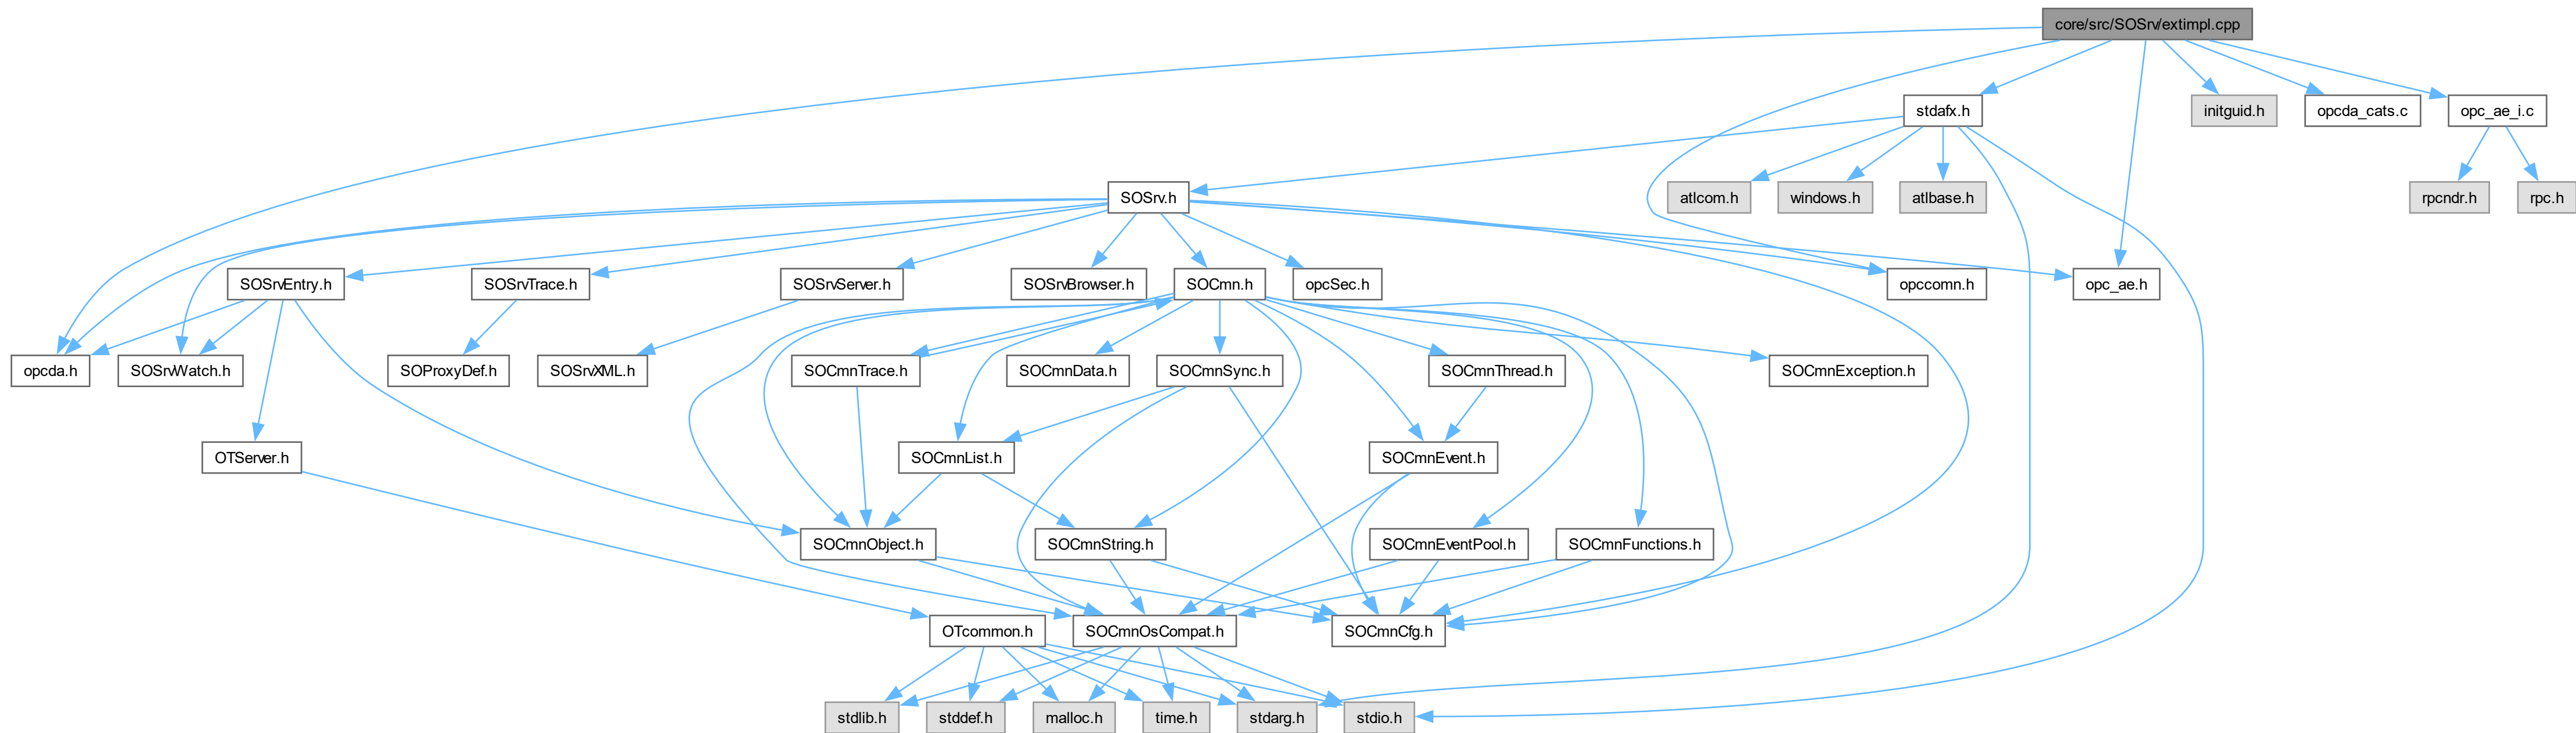 core/src/SOSrv/extimpl.cpp
stdafx.h
initguid.h
opcda_cats.c
opc_ae_i.c
SOSrv.h
atlcom.h
windows.h
atlbase.h
rpcndr.h
rpc.h
SOSrvEntry.h
SOSrvTrace.h
SOSrvServer.h
SOSrvBrowser.h
SOCmn.h
opcSec.h
opccomn.h
opc_ae.h
opcda.h
SOSrvWatch.h
SOProxyDef.h
SOSrvXML.h
SOCmnTrace.h
SOCmnData.h
SOCmnSync.h
SOCmnThread.h
SOCmnException.h
OTServer.h
SOCmnList.h
SOCmnEvent.h
SOCmnObject.h
SOCmnString.h
SOCmnEventPool.h
SOCmnFunctions.h
OTcommon.h
SOCmnOsCompat.h
SOCmnCfg.h
stdlib.h
stddef.h
malloc.h
time.h
stdarg.h
stdio.h